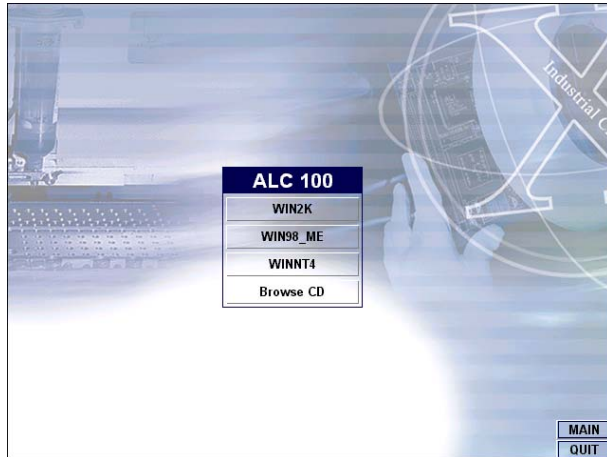 Industrial C
ALC 100
WIN2K
WIN98_ME
WINNT4
Browse CD
MAIN
QUIT